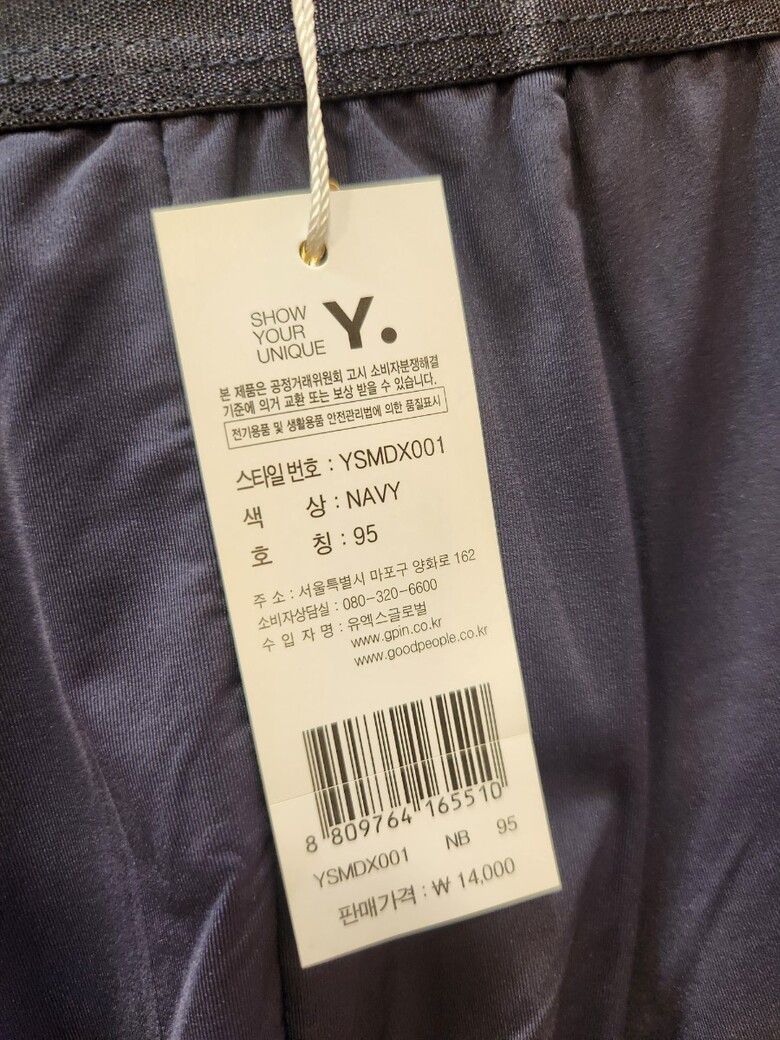 SHOW
YOUR
UNIQUE
Y.
본 제품은 공정거래위원회 고시 소비자분쟁해결
기준에 의거 교환 또는 보상 받을 수 있습니다.
전기용품 및 생활용품 안전관리법에 의한 품질표시
스타일 번호 : YSMDX001
색 상 : NAVY
호 칭 : 95
주 소 : 서울특별시 마포구 양화로 162
소비자상담실 : 080-320-6600
수 입 자 명 : 유엑스글로벌
www.gpin.co.kr
www.goodpeople.co.kr
8 809764 165510
YSMDX001 NB 95
판매가격 : ₩ 14,000